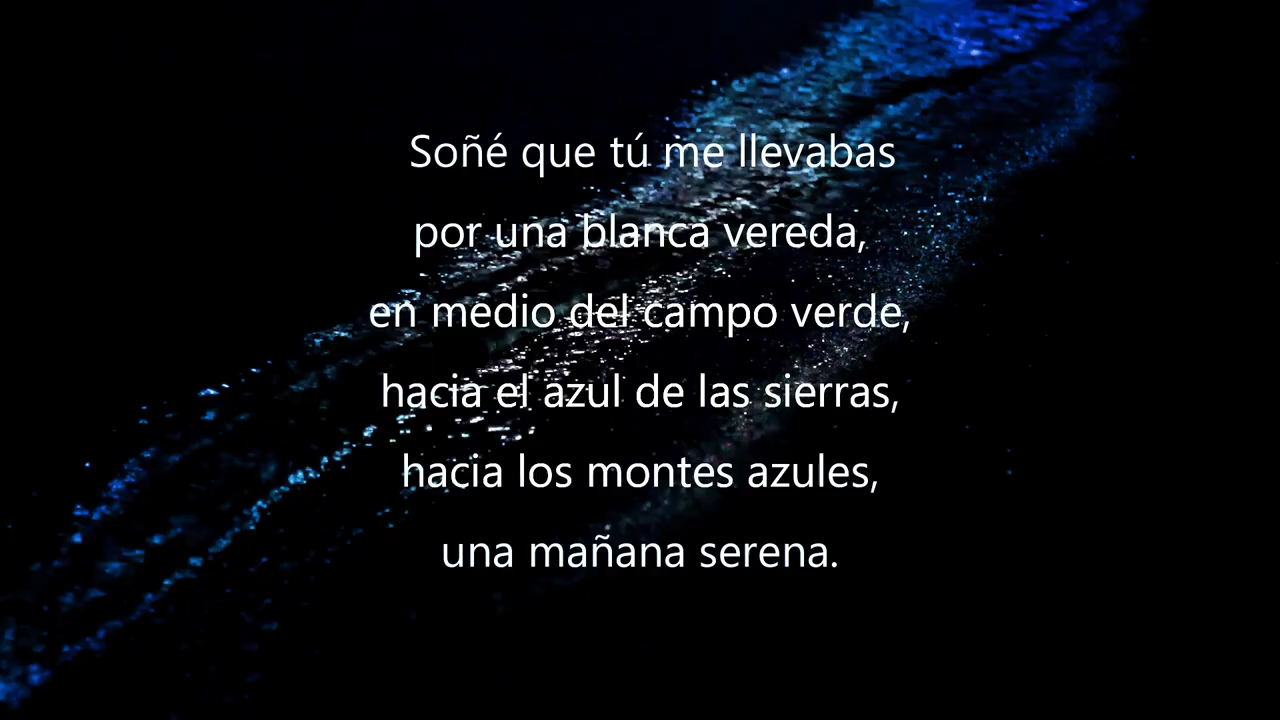 Soñé que tú me llevabas
por una blanca vereda,
en medio del campo verde,
hacia el azul de las sierras,
hacia los montes azules,
una mañana serena.